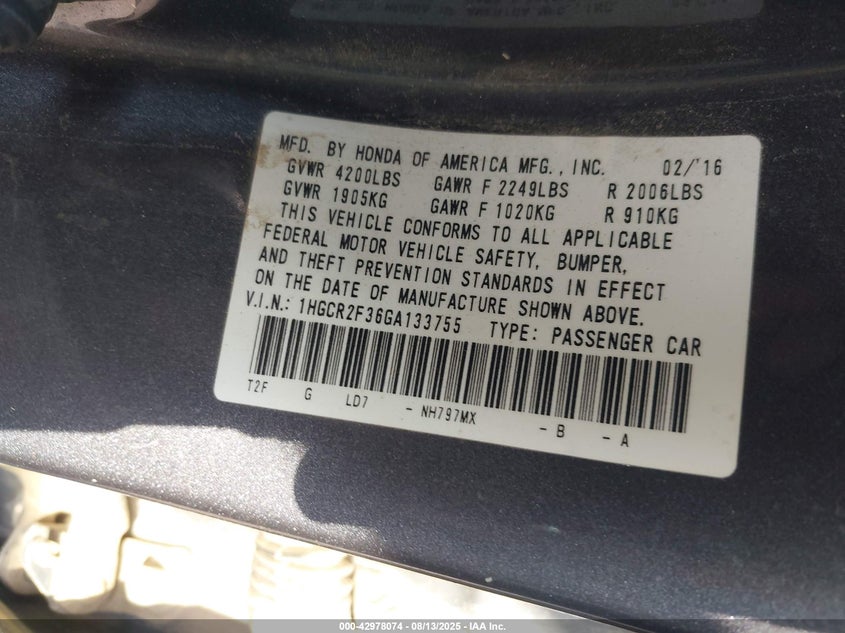 MFD. BY HONDA OF AMERICA MFG., INC. 02/'16
GVWR 4200LBS GAWR F 2249LBS R 2006LBS
GVWR 1905KG GAWR F 1020KG R 910KG
THIS VEHICLE CONFORMS TO ALL APPLICABLE
FEDERAL MOTOR VEHICLE SAFETY, BUMPER,
AND THEFT PREVENTION STANDARDS IN EFFECT
ON THE DATE OF MANUFACTURE SHOWN ABOVE.
V.I.N.: 1HGCR2F36GA133755 TYPE: PASSENGER CAR
T2F G LD7 - NH797MX - B - A
000-42978074 | 08/13/2025 - IAA Inc.